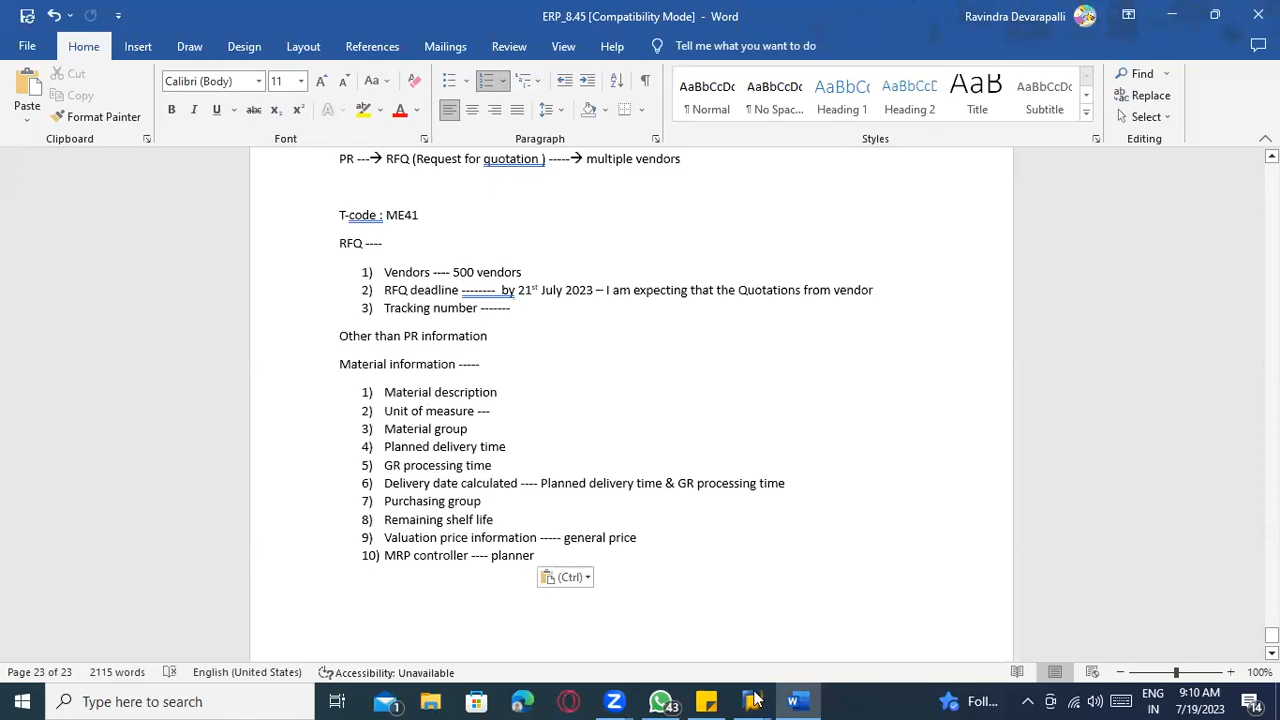 ERP_8.45 [Compatibility Mode] - Word
Ravindra Devarapalli
File Home Insert Draw Design Layout References Mailings Review View Help Tell me what you want to do
Paste
Cut
Copy
Format Painter
Clipboard
Calibri (Body) 11
Font
Paragraph
AaBbCcDc AaBbCcDc AaBbCc AaBbCcD AaB AaBbCcD
¶ Normal ¶ No Spac... Heading 1 Heading 2 Title Subtitle
Styles
Find
Replace
Select
Editing
PR ---→ RFQ (Request for quotation ) -----→ multiple vendors
T-code : ME41
RFQ ----
1) Vendors ---- 500 vendors
2) RFQ deadline -------- by 21st July 2023 – I am expecting that the Quotations from vendor
3) Tracking number -------
Other than PR information
Material information -----
1) Material description
2) Unit of measure ---
3) Material group
4) Planned delivery time
5) GR processing time
6) Delivery date calculated ---- Planned delivery time & GR processing time
7) Purchasing group
8) Remaining shelf life
9) Valuation price information ----- general price
10) MRP controller ---- planner
(Ctrl)
Page 23 of 23 2115 words English (United States) Accessibility: Unavailable 100%
Type here to search
1
43
Foll...
ENG
IN
9:10 AM
7/19/2023
14